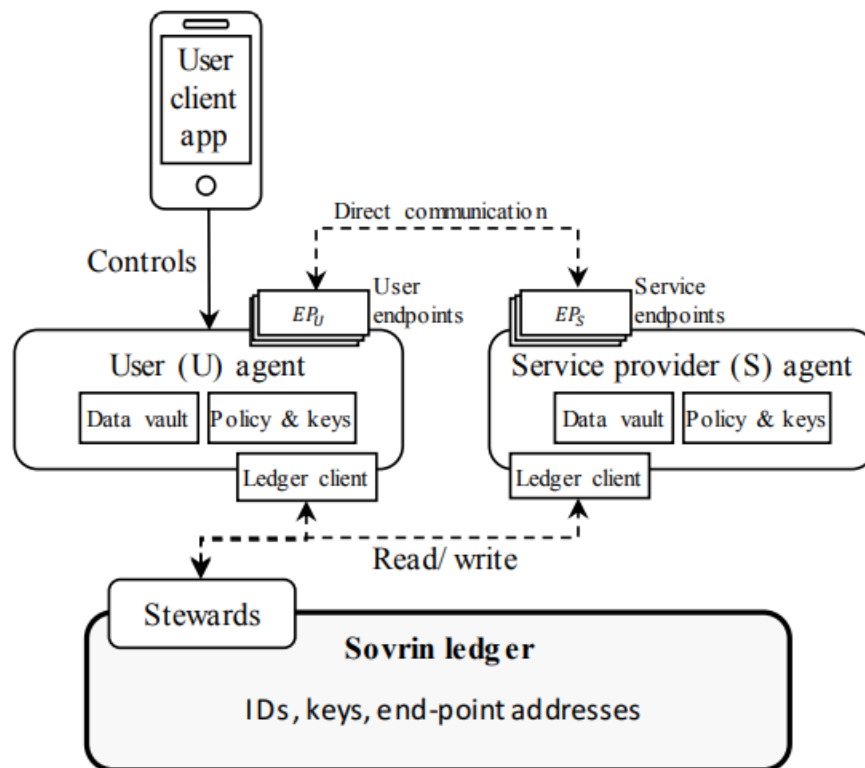 User
client
app
Direct communication
Controls
User
endpoints
Service
endpoints
EP_U
EP_S
User (U) agent
Service provider (S) agent
Data vault
Policy & keys
Data vault
Policy & keys
Ledger client
Ledger client
Read/ write
Stewards
Sovrin ledger
IDs, keys, end-point addresses